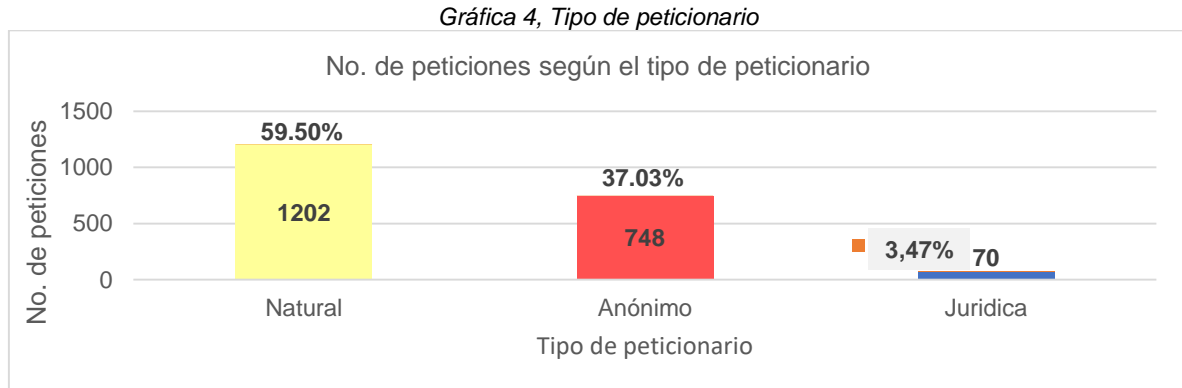 Gráfica 4, Tipo de peticionario
No. de peticiones según el tipo de peticionario
No. de peticiones
1500
1000
500
0
59.50%
1202
37.03%
748
3,47%
70
Natural
Anónimo
Juridica
Tipo de peticionario